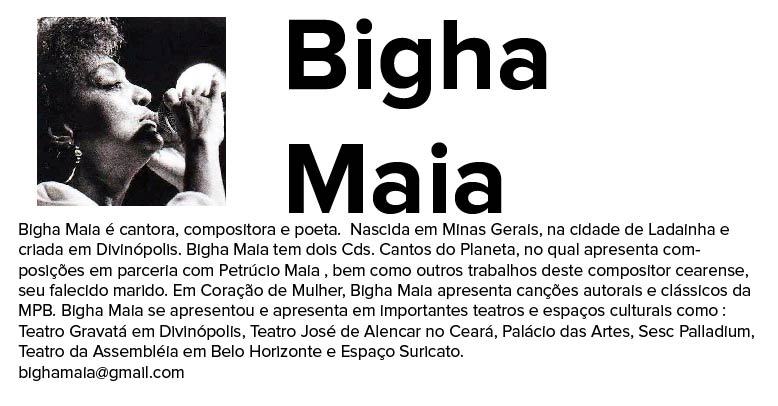 Bigha
Maia
Bigha Maia é cantora, compositora e poeta.  Nascida em Minas Gerais, na cidade de Ladainha e
criada em Divinópolis. Bigha Maia tem dois Cds. Cantos do Planeta, no qual apresenta com-
posições em parceria com Petrúcio Maia , bem como outros trabalhos deste compositor cearense,
seu falecido marido. Em Coração de Mulher, Bigha Maia apresenta canções autorais e clássicos da
MPB. Bigha Maia se apresentou e apresenta em importantes teatros e espaços culturais como :
Teatro Gravatá em Divinópolis, Teatro José de Alencar no Ceará, Palácio das Artes, Sesc Palladium,
Teatro da Assembléia em Belo Horizonte e Espaço Suricato.
bighamaia@gmail.com